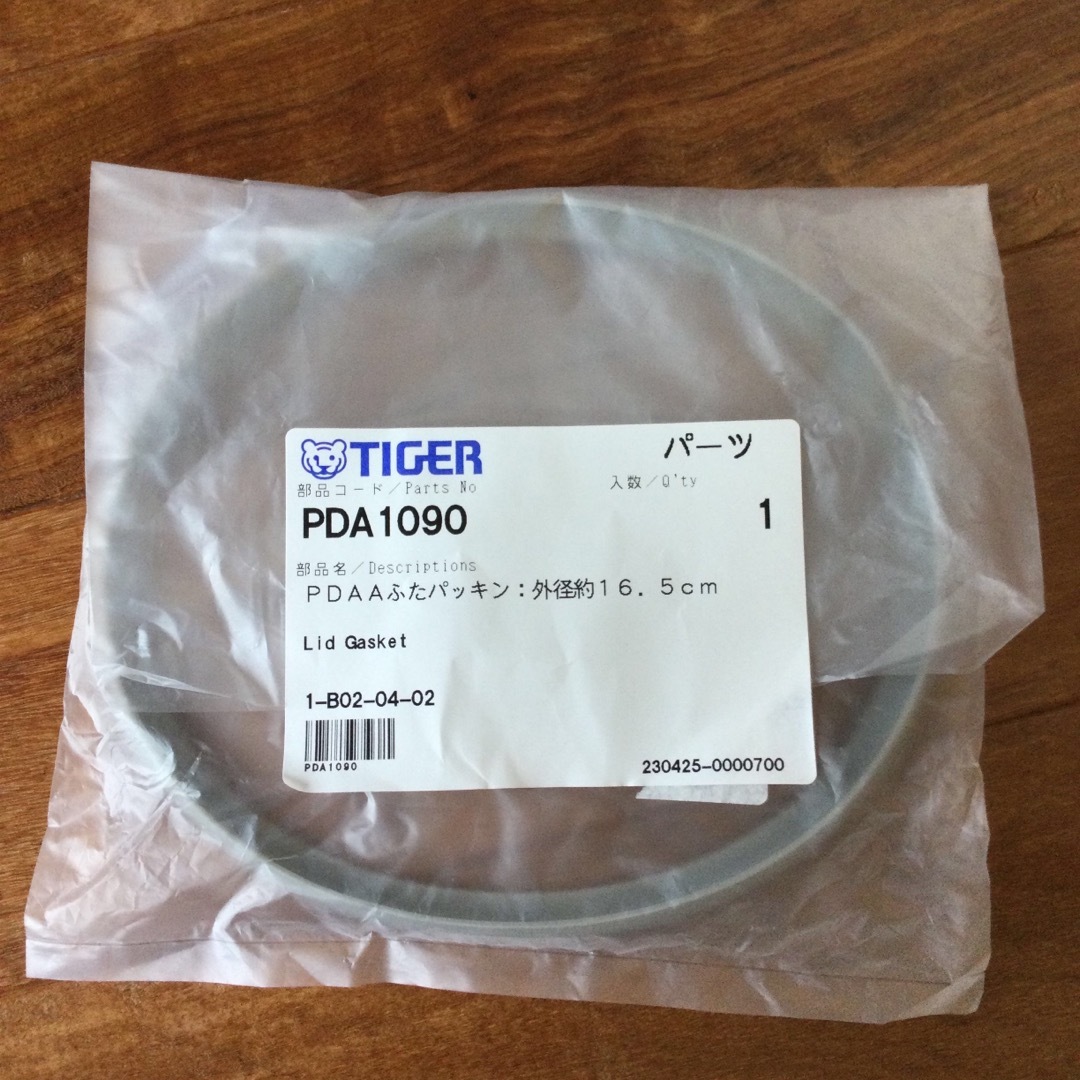 TIGER パーツ
部品コード/Parts No 入数/Q'ty
PDA1090 1
部品名/Descriptions
PDAAふたパッキン:外径約16.5cm
Lid Gasket
1-B02-04-02
PDA1090 230425-0000700